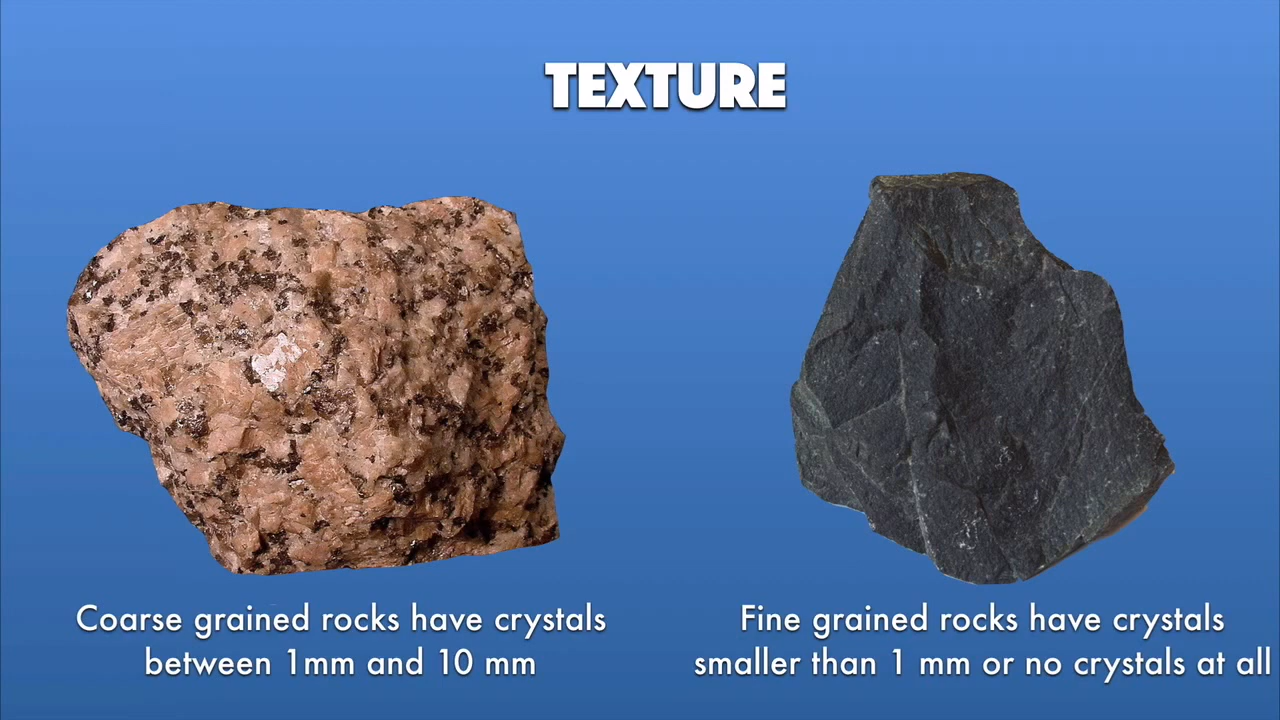 TEXTURE
Coarse grained rocks have crystals
between 1mm and 10 mm
Fine grained rocks have crystals
smaller than 1 mm or no crystals at all